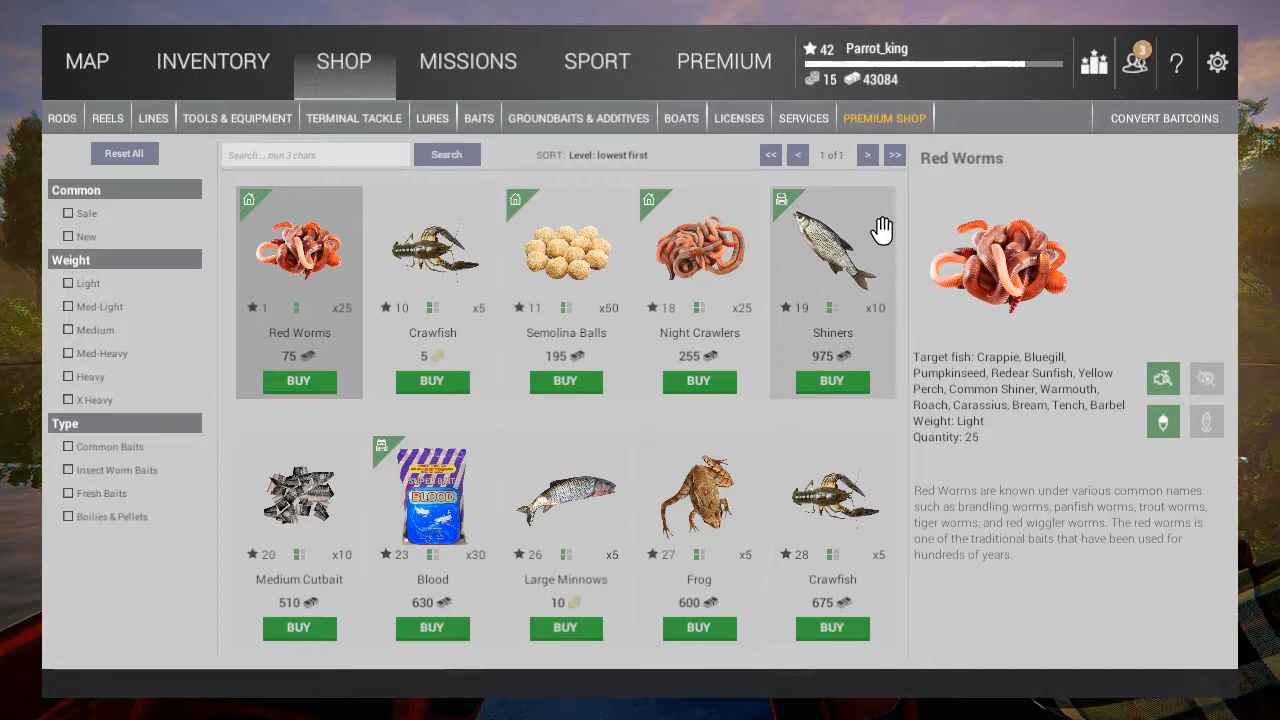 MAP INVENTORY SHOP MISSIONS SPORT PREMIUM
42 Parrot_king
15 43084
3
?
RODS REELS LINES TOOLS & EQUIPMENT TERMINAL TACKLE LURES BAITS GROUNDBAITS & ADDITIVES BOATS LICENSES SERVICES PREMIUM SHOP CONVERT BAITCOINS
Reset All
Common
Sale
New
Weight
Light
Med-Light
Medium
Med-Heavy
Heavy
X Heavy
Type
Common Baits
Insect Worm Baits
Fresh Baits
Boilies & Pellets
Search... min 3 chars Search SORT: Level: lowest first << < 1 of 1 > >>
1 x25 10 x5 11 x50 18 x25 19 x10
Red Worms Crawfish Semolina Balls Night Crawlers Shiners
75 5 195 255 975
BUY BUY BUY BUY BUY
SUPER BAIT
BLOOD
20 x10 23 x30 26 x5 27 x5 28 x5
Medium Cutbait Blood Large Minnows Frog Crawfish
510 630 10 600 675
BUY BUY BUY BUY BUY
Red Worms
Target fish: Crappie, Bluegill,
Pumpkinseed, Redear Sunfish, Yellow
Perch, Common Shiner, Warmouth,
Roach, Carassius, Bream, Tench, Barbel
Weight: Light
Quantity: 25
Red Worms are known under various common names
such as brandling worms, panfish worms, trout worms,
tiger worms, and red wiggler worms. The red worms is
one of the traditional baits that have been used for
hundreds of years.